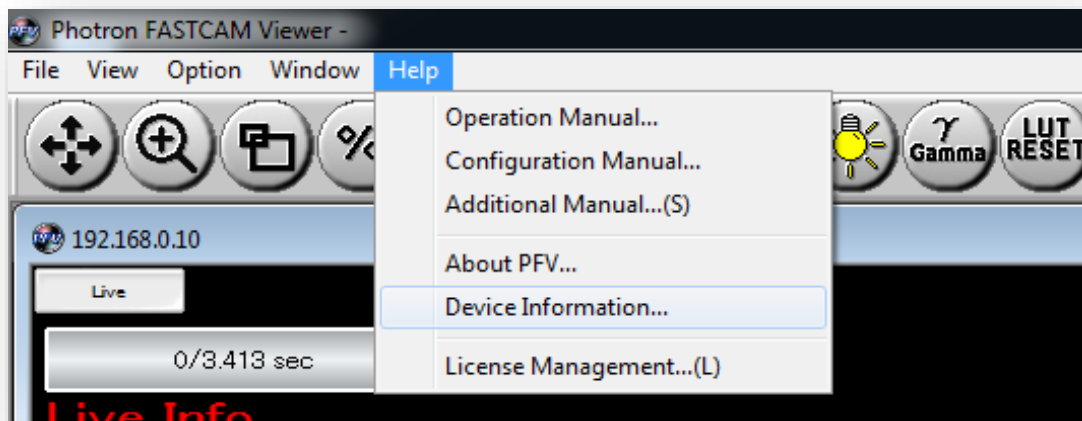 PFV Photron FASTCAM Viewer -
File View Option Window Help
% Gamma LUT
RESET
Operation Manual...
Configuration Manual...
Additional Manual...(S)
About PFV...
Device Information...
License Management...(L)
192.168.0.10
Live
0/3.413 sec
Live Info